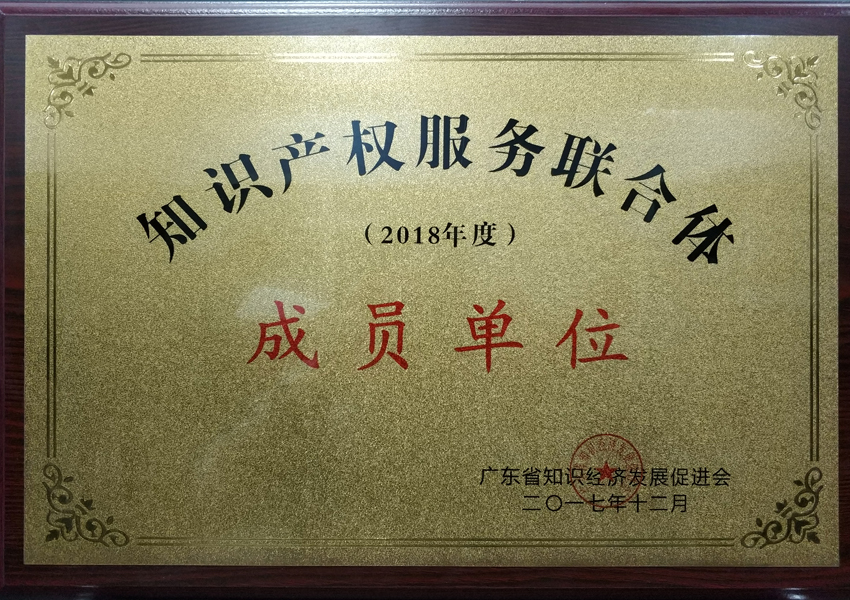 知识产权服务联合体
（2018年度）
成员单位
广东省知识经济发展促进会
二〇一七年十二月